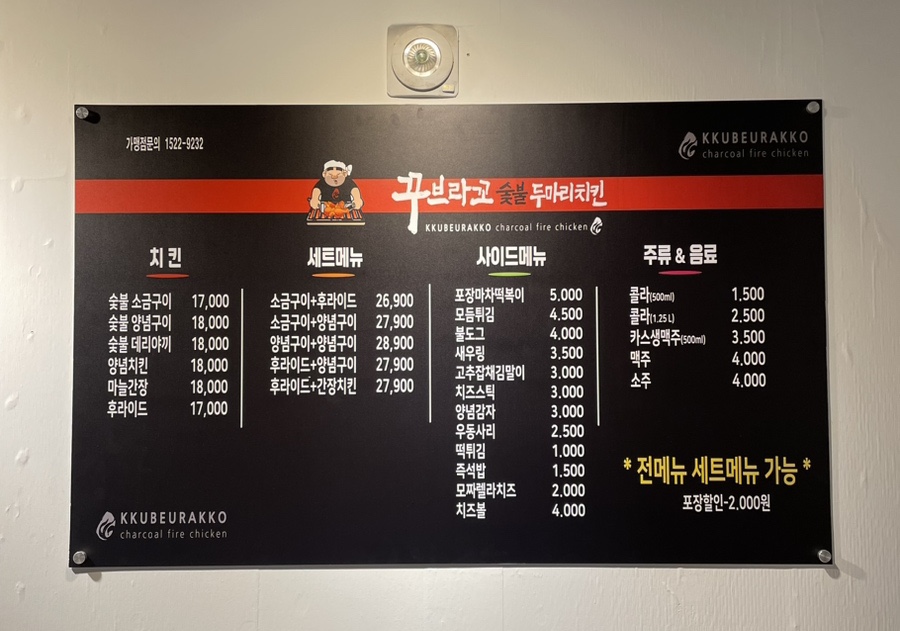 가맹점문의 1522-9232
KKUBEURAKKO
charcoal fire chicken
꾸브라꼬 숯불 두마리치킨
KKUBEURAKKO charcoal fire chicken
치킨
숯불 소금구이 17,000
숯불 양념구이 18,000
숯불 데리야끼 18,000
양념치킨 18,000
마늘간장 18,000
후라이드 17,000
세트메뉴
소금구이+후라이드 26,900
소금구이+양념구이 27,900
양념구이+양념구이 28,900
후라이드+양념구이 27,900
후라이드+간장치킨 27,900
사이드메뉴
포장마차떡볶이 5.000
모듬튀김 4.500
불도그 4.000
새우링 3.500
고추잡채김말이 3.000
치즈스틱 3.000
양념감자 3.000
우동사리 2.500
떡튀김 1.000
즉석밥 1.500
모짜렐라치즈 2.000
치즈볼 4.000
주류 & 음료
콜라(500ml) 1.500
콜라(1.25 L) 2.500
카스생맥주(500ml) 3.500
맥주 4.000
소주 4.000
* 전메뉴 세트메뉴 가능 *
포장할인-2.000원
KKUBEURAKKO
charcoal fire chicken